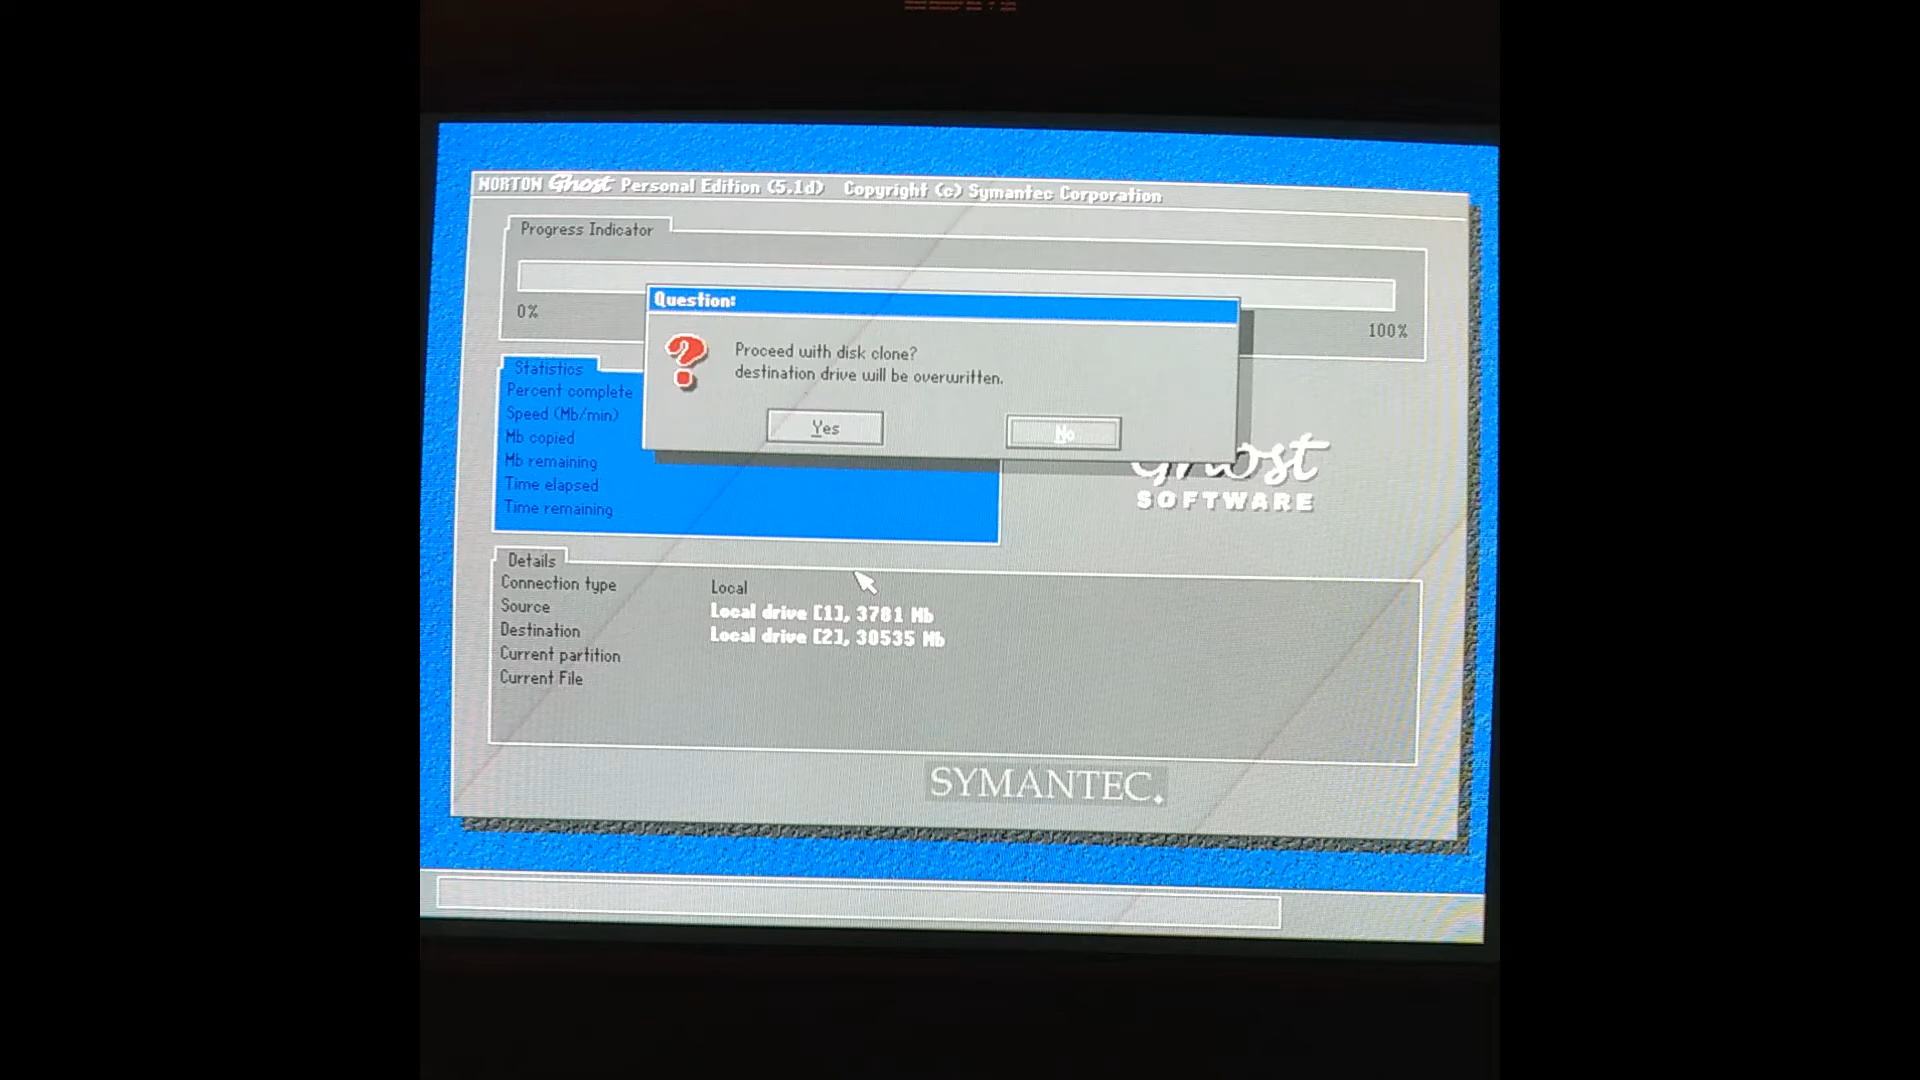 NORTON Ghost Personal Edition (5.1d) Copyright (c) Symantec Corporation
Progress Indicator
0%
100%
Question:
Proceed with disk clone?
destination drive will be overwritten.
Yes
No
Statistics
Percent complete
Speed (Mb/min)
Mb copied
Mb remaining
Time elapsed
Time remaining
Ghost
SOFTWARE
Details
Connection type Local
Source Local drive [1], 3781 Mb
Destination Local drive [2], 30535 Mb
Current partition
Current File
SYMANTEC.